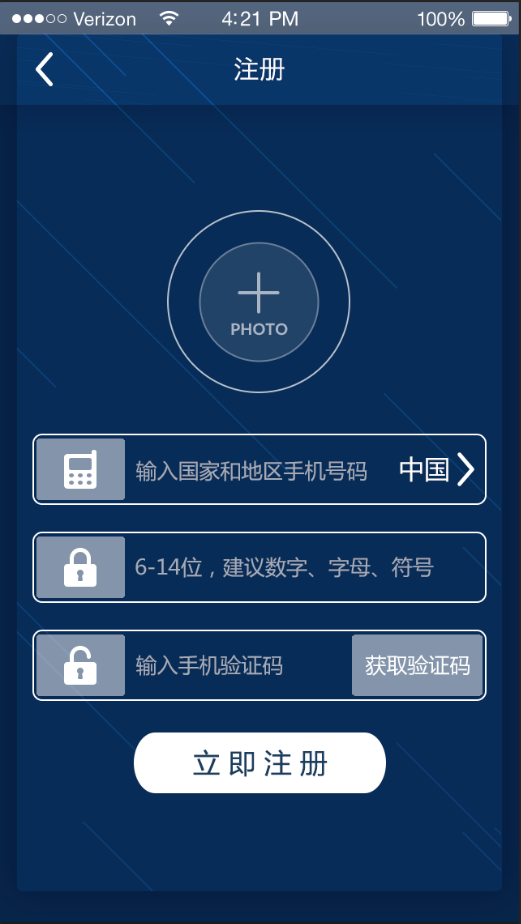 Verizon 4:21 PM 100%
注册
PHOTO
输入国家和地区手机号码 中国
6-14位，建议数字、字母、符号
输入手机验证码 获取验证码
立即注册